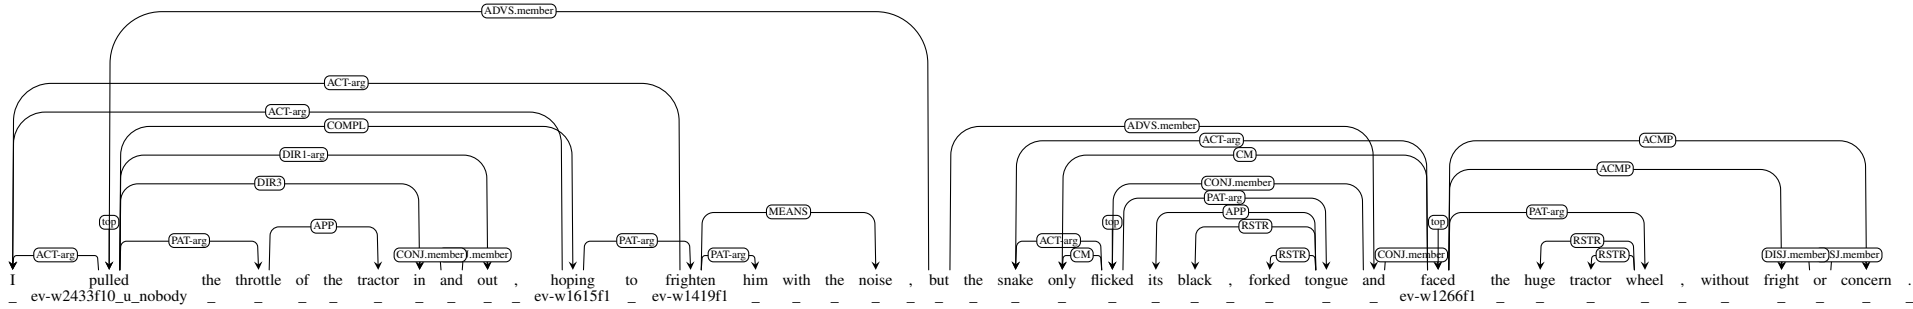 ADVS.member
ACT-arg
ACT-arg
COMPL ADVS.member
ACT-arg ACMP
DIR1-arg CM
ACMP
DIR3 CONJ.member
PAT-arg
MEANS APP PAT-arg
top top top
APP RSTR
PAT-arg PAT-arg ACT-arg RSTR
ACT-arg CONJ.member J.member PAT-arg CM RSTR CONJ.member RSTR DISJ.member SJ.member
I pulled the throttle of the tractor in and out , hoping to frighten him with the noise , but the snake only flicked its black , forked tongue and faced the huge tractor wheel , without fright or concern .
_ ev-w2433f10_u_nobody _ _ _ _ _ _ _ _ _ ev-w1615f1 _ ev-w1419f1 _ _ _ _ _ _ _ _ _ _ _ _ _ _ _ _ ev-w1266f1 _ _ _ _ _ _ _ _ _ _